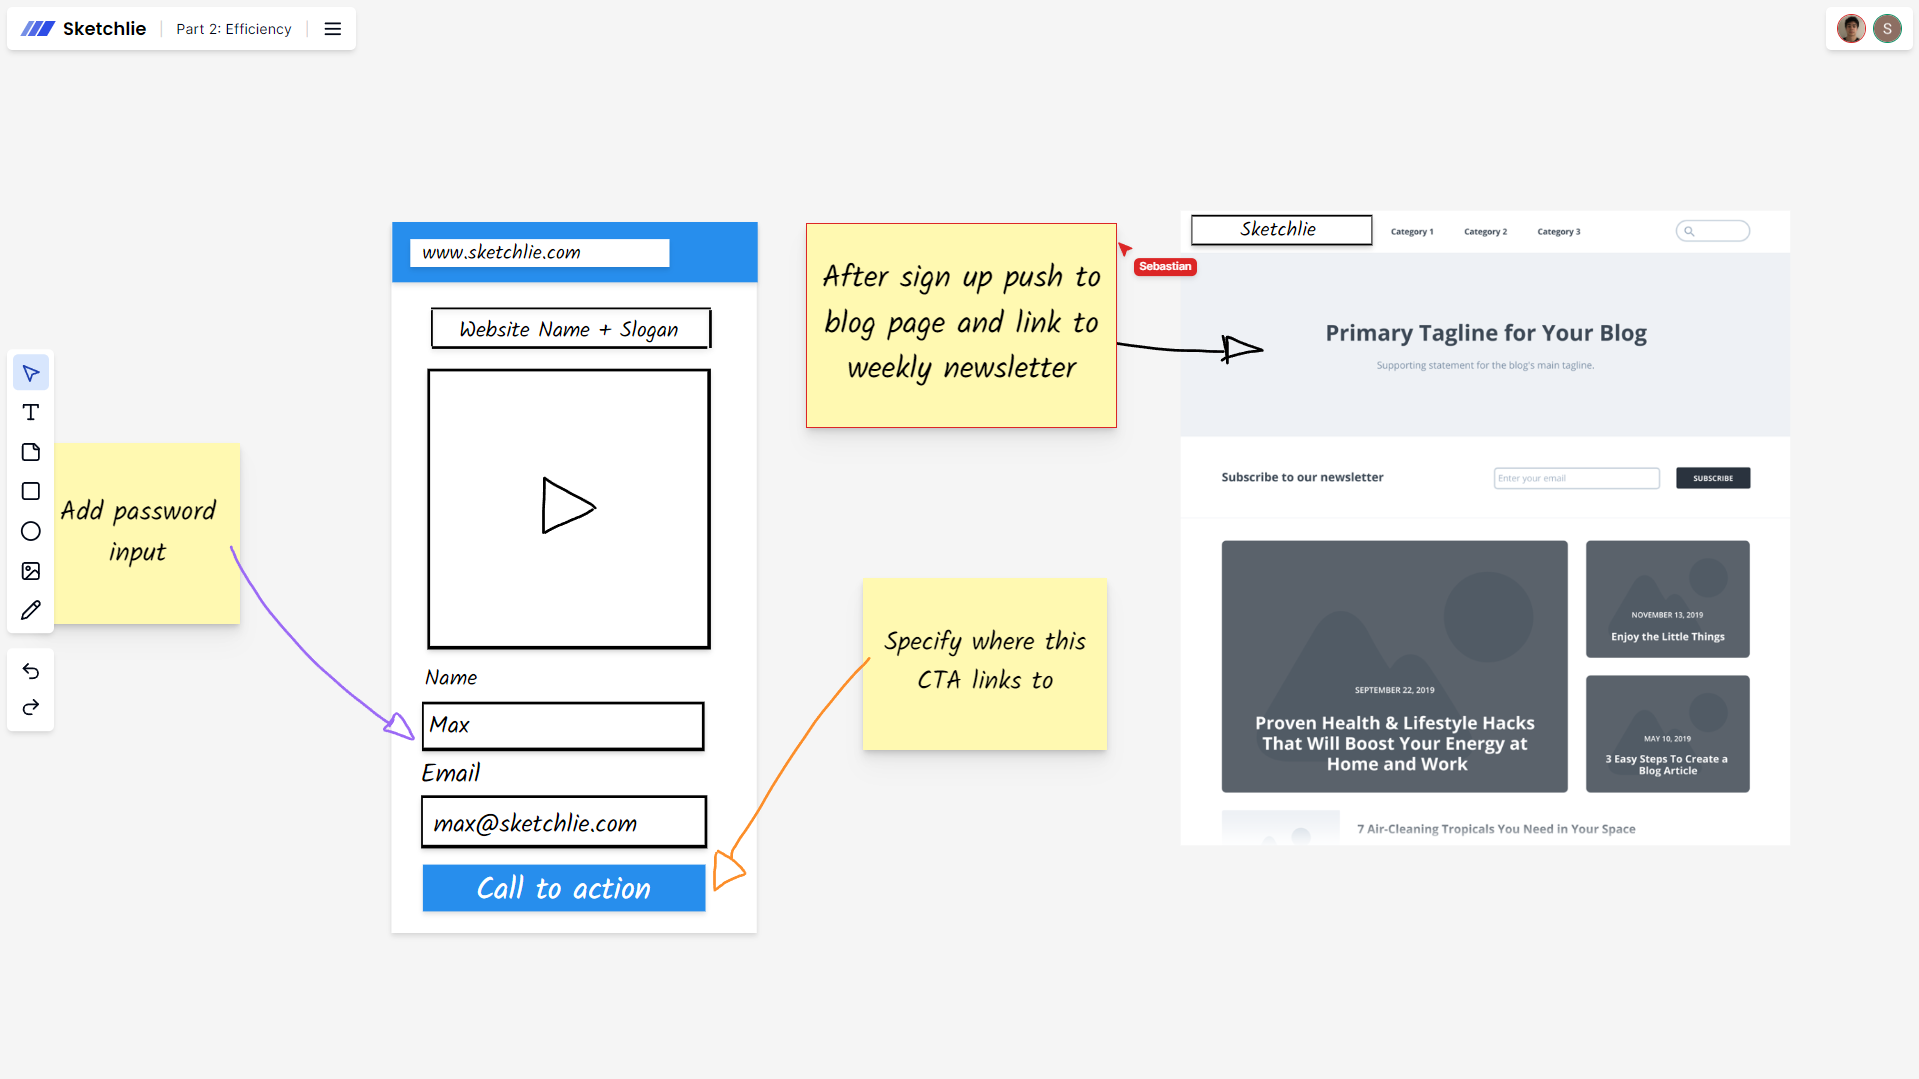 Sketchlie
Part 2: Efficiency
S
Add password
input
www.sketchlie.com
Website Name + Slogan
Name
Max
Email
max@sketchlie.com
Call to action
After sign up push to
blog page and link to
weekly newsletter
Sebastian
Specify where this
CTA links to
Sketchlie
Category 1
Category 2
Category 3
Primary Tagline for Your Blog
Supporting statement for the blog's main tagline.
Subscribe to our newsletter
Enter your email
SUBSCRIBE
SEPTEMBER 22, 2019
Proven Health & Lifestyle Hacks
That Will Boost Your Energy at
Home and Work
NOVEMBER 13, 2019
Enjoy the Little Things
MAY 10, 2019
3 Easy Steps To Create a
Blog Article
7 Air-Cleaning Tropicals You Need in Your Space